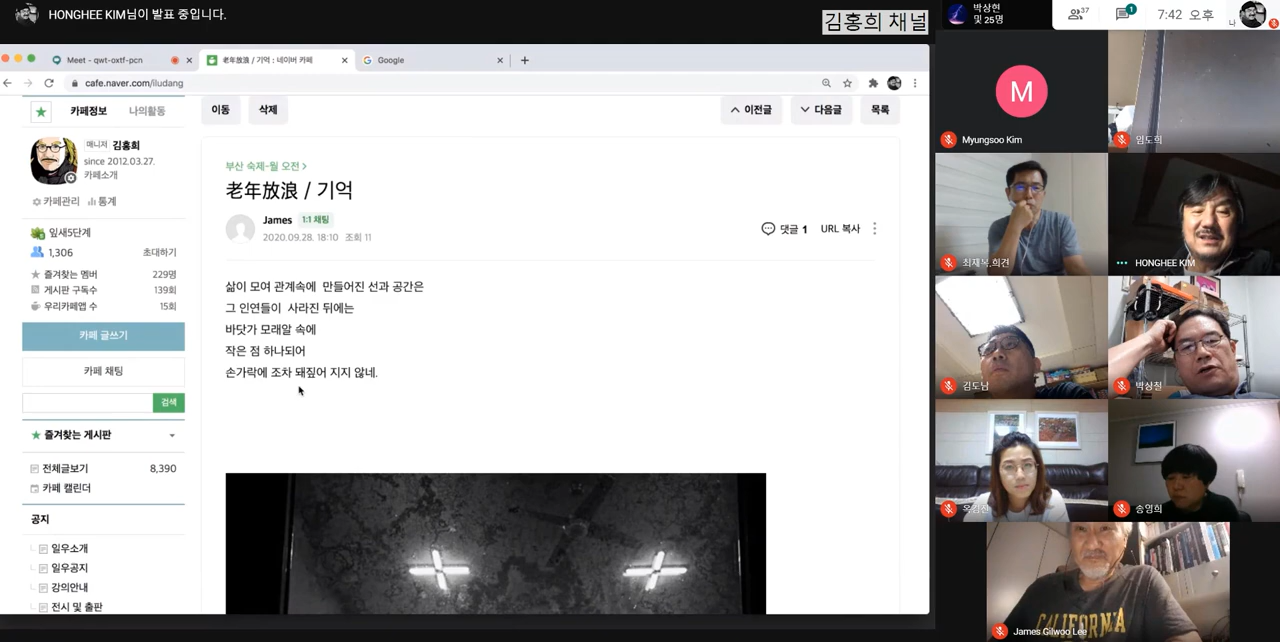 HONGHEE KIM님이 발표 중입니다.
김홍희 채널
박상현
및 25명
37
1
7:42 오후
나
Meet - qwt-oxtf-pcn
老年放浪 / 기억 : 네이버 카페
Google
cafe.naver.com/iludang
카페정보
나의활동
매니저 김홍희
since 2012.03.27.
카페소개
카페관리
통계
잎새5단계
1,306
초대하기
즐겨찾는 멤버
229명
게시판 구독수
139회
우리카페앱 수
15회
카페 글쓰기
카페 채팅
검색
즐겨찾는 게시판
전체글보기
8,390
카페 캘린더
공지
일우소개
일우공지
강의안내
전시 및 출판
이동
삭제
이전글
다음글
목록
부산 숙제-월 오전 >
老年放浪 / 기억
James 1:1 채팅
2020.09.28. 18:10 조회 11
댓글 1
URL 복사
삶이 모여 관계속에 만들어진 선과 공간은
그 인연들이 사라진 뒤에는
바닷가 모래알 속에
작은 점 하나되어
손가락에 조차 돼짚어 지지 않네.
M
Myungsoo Kim
임도희
최재복.희견
HONGHEE KIM
김도남
박상철
송영희
CALIFORNIA
James Gilwoo Lee